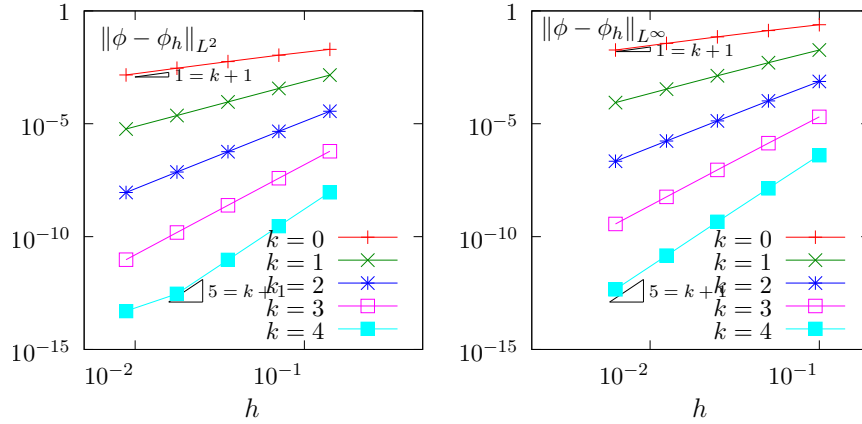 1
10^{-5}
10^{-10}
10^{-15}
‖ϕ − ϕ_h‖_{L^2}
1 = k + 1
k = 0
k = 1
k = 2
k = 3
k = 4
5 = k + 1
10^{-2} 10^{-1}
h
1
10^{-5}
10^{-10}
10^{-15}
‖ϕ − ϕ_h‖_{L^∞}
1 = k + 1
k = 0
k = 1
k = 2
k = 3
k = 4
5 = k + 1
10^{-2} 10^{-1}
h